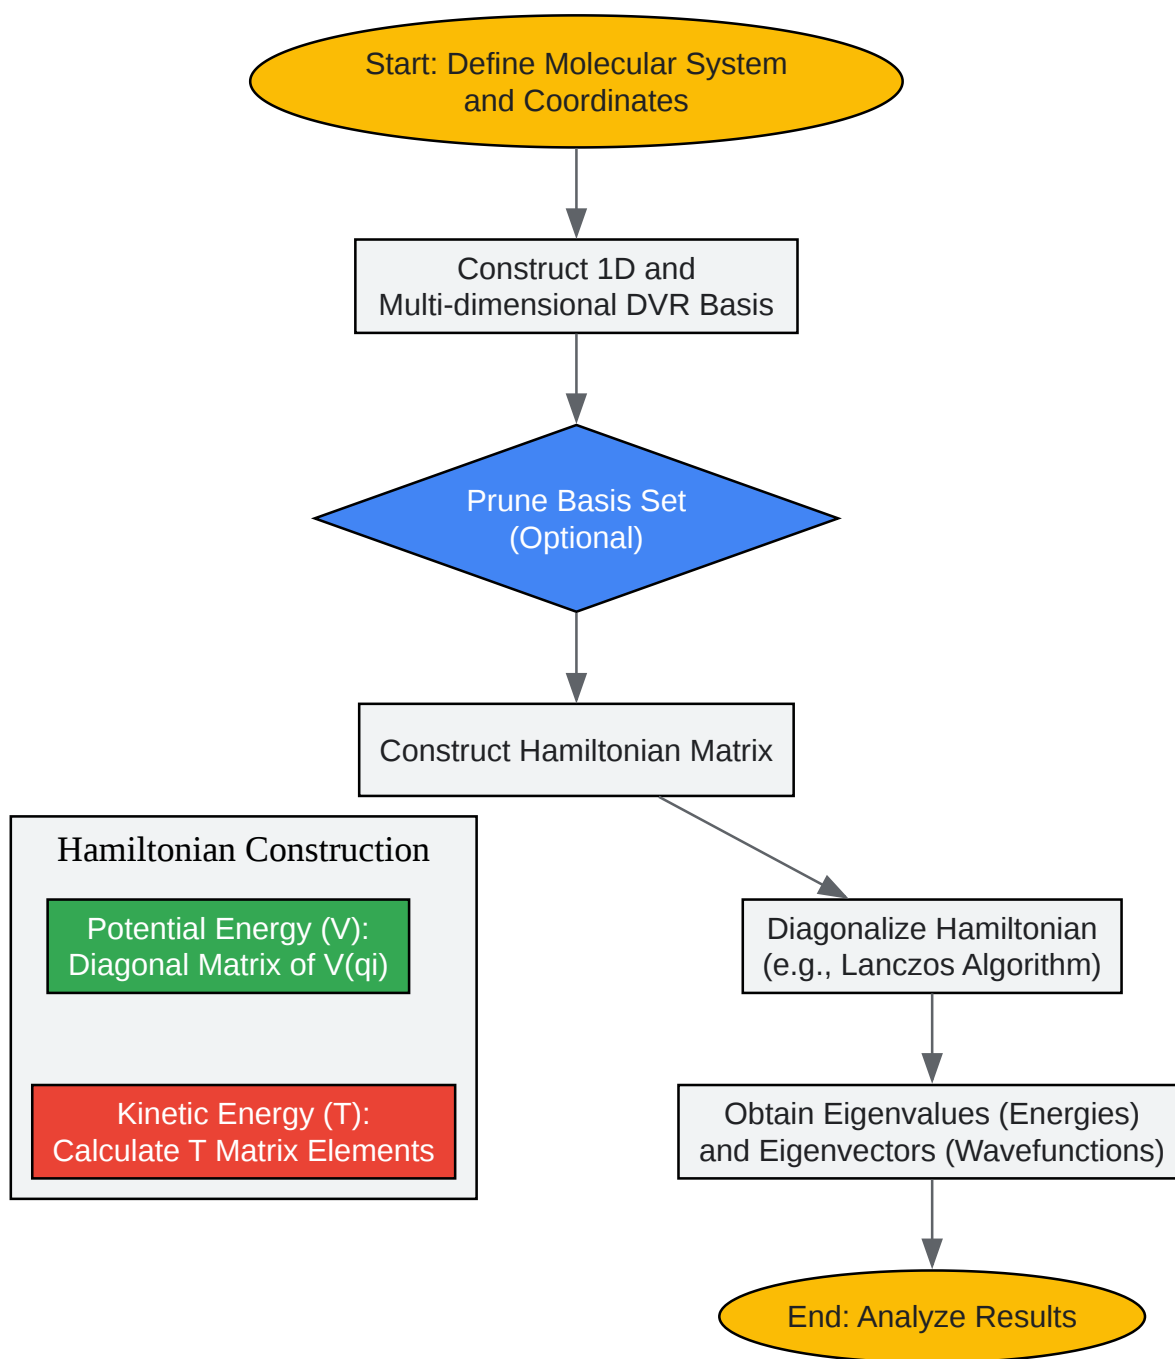 Start: Define Molecular System
and Coordinates
Construct 1D and
Multi-dimensional DVR Basis
Prune Basis Set
(Optional)
Construct Hamiltonian Matrix
Hamiltonian Construction
Potential Energy (V):
Diagonal Matrix of V(qi)
Kinetic Energy (T):
Calculate T Matrix Elements
Diagonalize Hamiltonian
(e.g., Lanczos Algorithm)
Obtain Eigenvalues (Energies)
and Eigenvectors (Wavefunctions)
End: Analyze Results